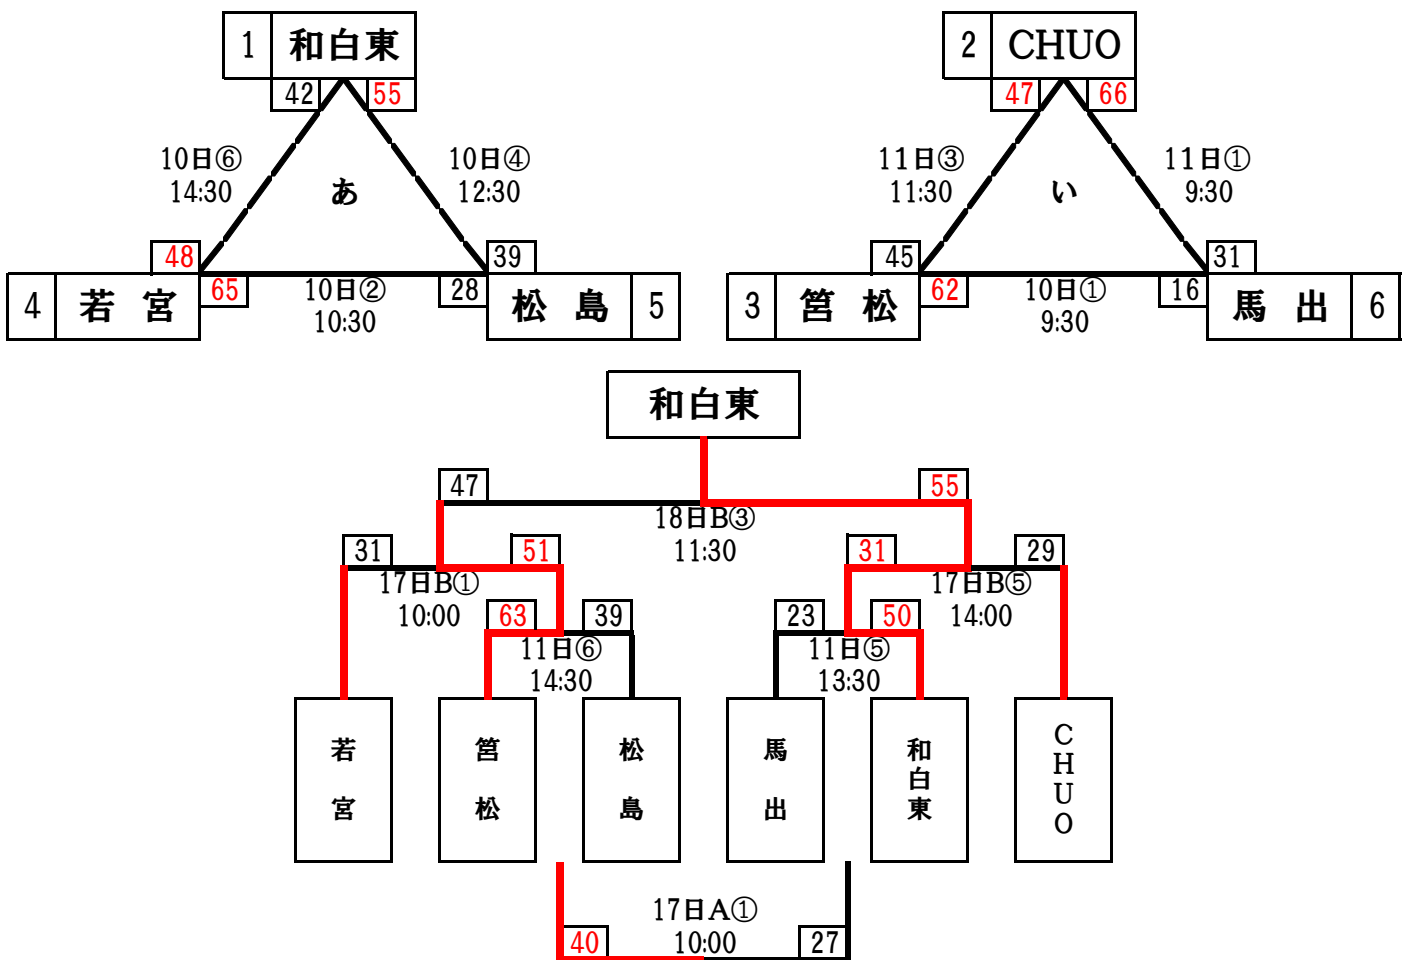 1 和白東
2 CHUO
42 55
47 66
10日⑥
14:30
あ
10日④
12:30
11日③
11:30
い
11日①
9:30
48
39
45
31
4 若宮
65
10日②
10:30
28
松島 5
3 筥松
62
10日①
9:30
16
馬出 6
和白東
47
55
18日B③
11:30
31
51
31
29
17日B①
10:00
17日B⑤
14:00
63
39
23
50
11日⑥
14:30
11日⑤
13:30
若宮
筥松
松島
馬出
和白東
CHUO
17日A①
10:00
40
27